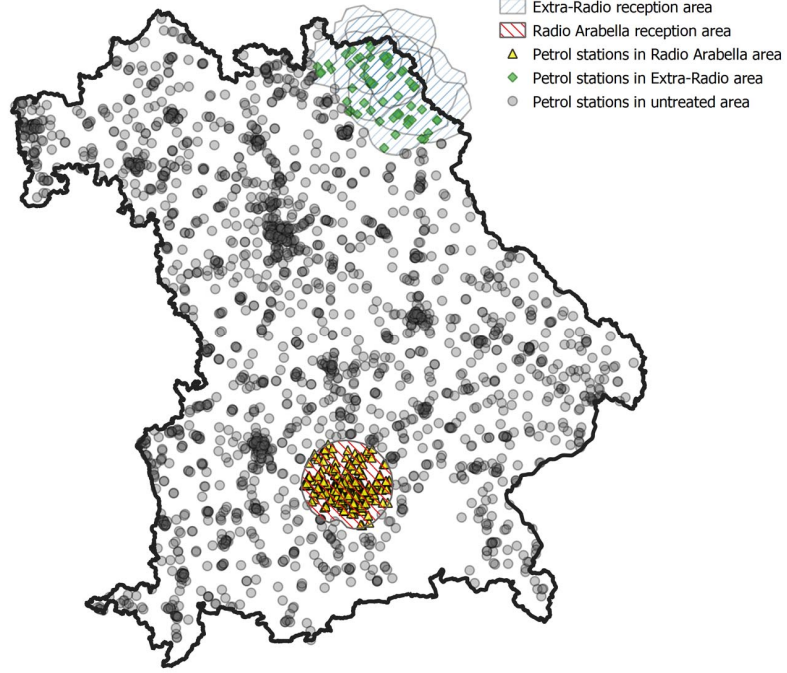 Extra-Radio reception area
Radio Arabella reception area
Petrol stations in Radio Arabella area
Petrol stations in Extra-Radio area
Petrol stations in untreated area